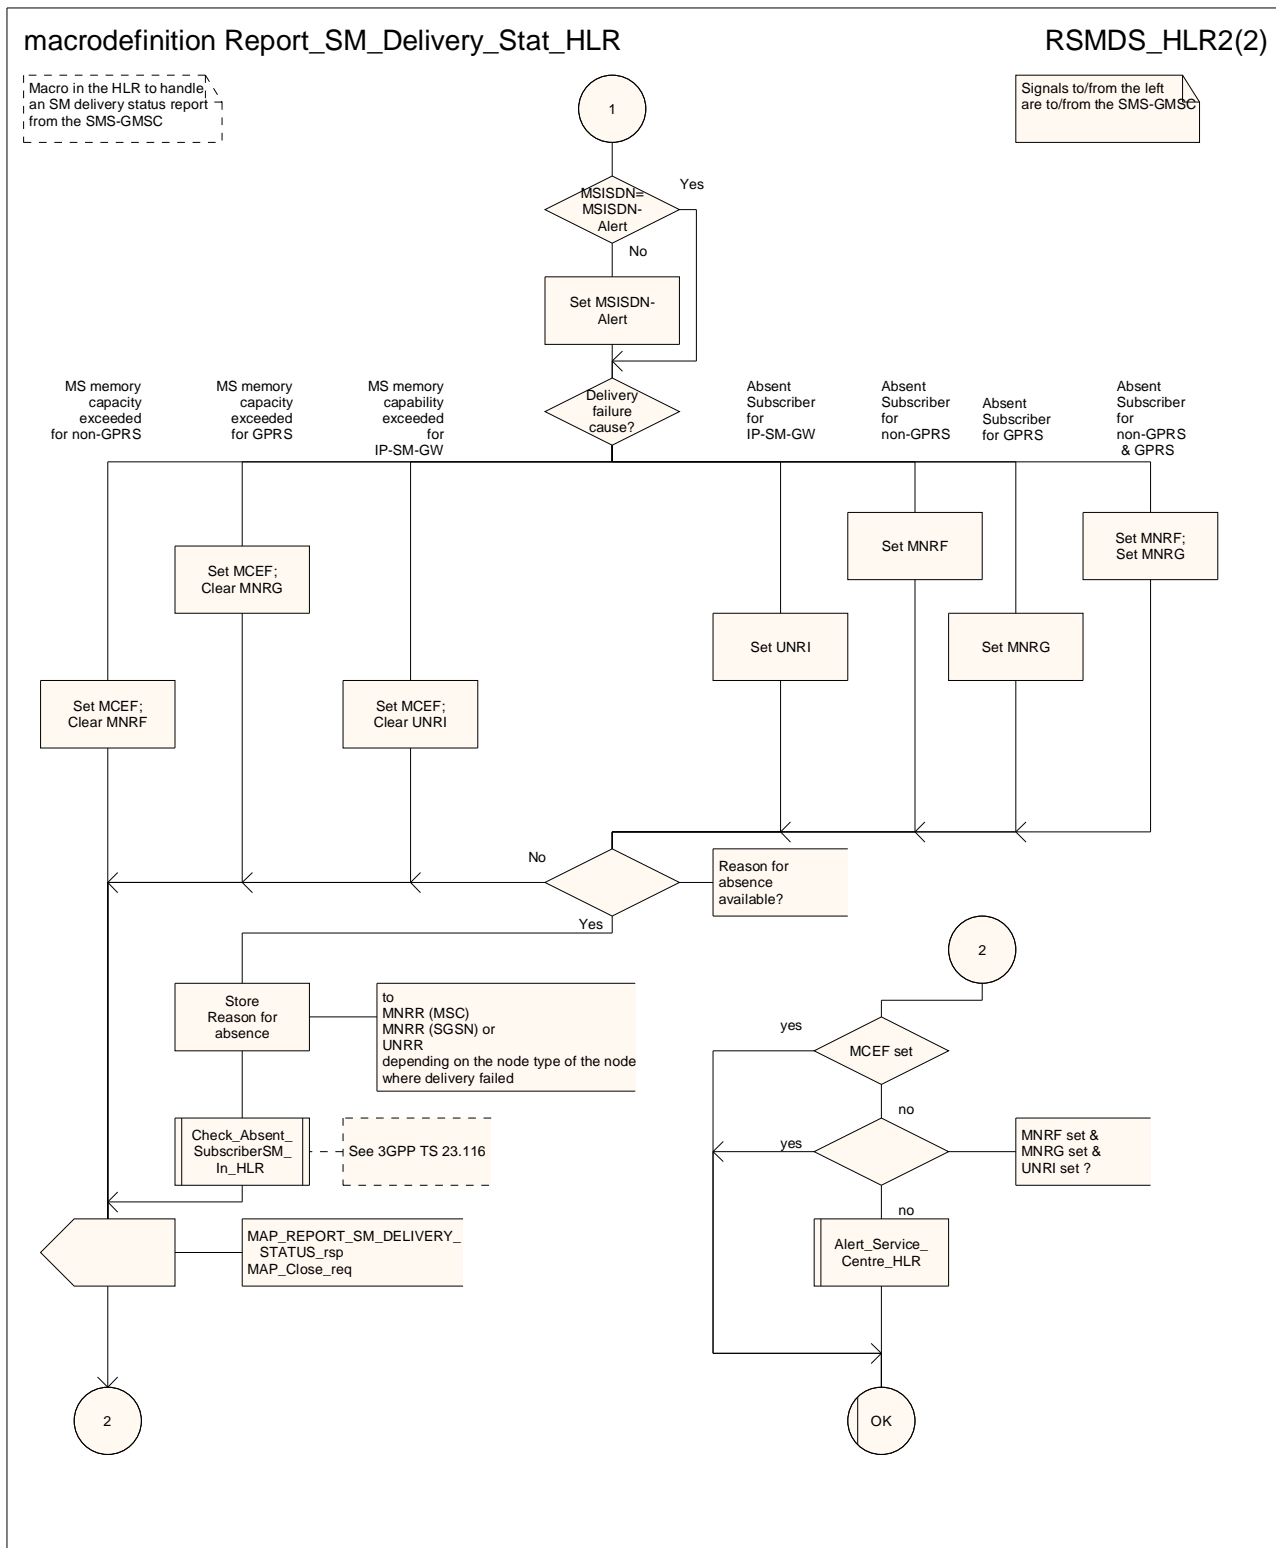 macrodefinition Report_SM_Delivery_Stat_HLR
RSMDS_HLR2(2)
Macro in the HLR to handle
an SM delivery status report
from the SMS-GMSC
Signals to/from the left
are to/from the SMS-GMSC
1
MSISDN=
MSISDN-
Alert
Yes
No
Set MSISDN-
Alert
Delivery
failure
cause?
MS memory
capacity
exceeded
for non-GPRS
MS memory
capacity
exceeded
for GPRS
MS memory
capability
exceeded
for
IP-SM-GW
Absent
Subscriber
for
IP-SM-GW
Absent
Subscriber
for
non-GPRS
Absent
Subscriber
for GPRS
Absent
Subscriber
for
non-GPRS
& GPRS
Set MCEF;
Clear MNRF
Set MCEF;
Clear MNRG
Set MCEF;
Clear UNRI
Set UNRI
Set MNRF
Set MNRG
Set MNRF;
Set MNRG
No
Reason for
absence
available?
Yes
Store
Reason for
absence
to
MNRR (MSC)
MNRR (SGSN) or
UNRR
depending on the node type of the node
where delivery failed
Check_Absent_
SubscriberSM_
In_HLR
See 3GPP TS 23.116
MAP_REPORT_SM_DELIVERY_
STATUS_rsp
MAP_Close_req
2
2
yes
MCEF set
no
yes
MNRF set &
MNRG set &
UNRI set ?
no
Alert_Service_
Centre_HLR
OK